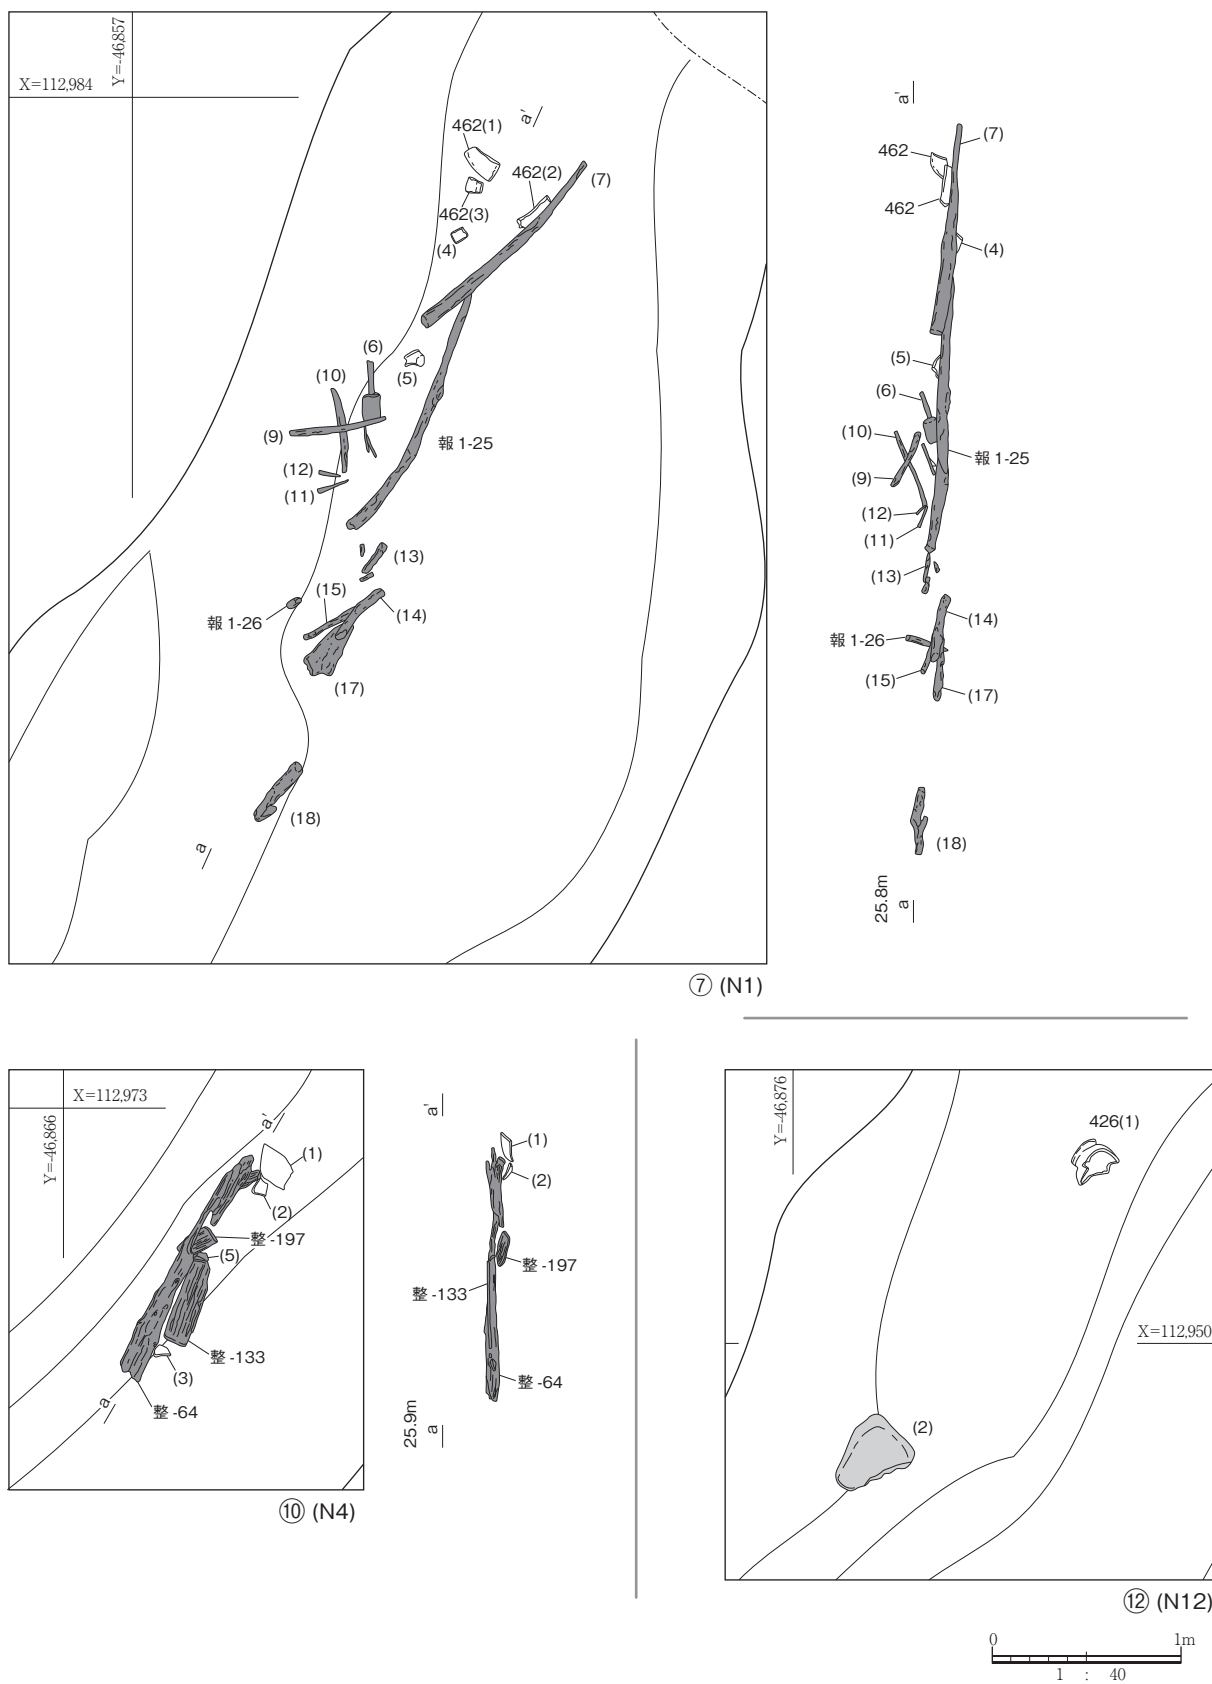 Y=-46,857
X=112,984
a'
462(1)
462(2)
(7)
462(3)
(4)
(6)
(5)
(10)
(9)
報 1-25
(12)
(11)
(13)
(15)
(14)
報 1-26
(17)
(18)
a
a'
(7)
462
462
(4)
(5)
(6)
(10)
報 1-25
(9)
(12)
(11)
(13)
(14)
報 1-26
(15)
(17)
(18)
25.8m
a
⑦ (N1)
X=112,973
Y=-46,866
a'
(1)
(2)
整 -197
(5)
整 -133
(3)
a
整 -64
a'
(1)
(2)
整 -197
整 -133
整 -64
25.9m
a
⑩ (N4)
Y=-46,876
426(1)
X=112,950
(2)
⑫ (N12)
0 1m
1 : 40